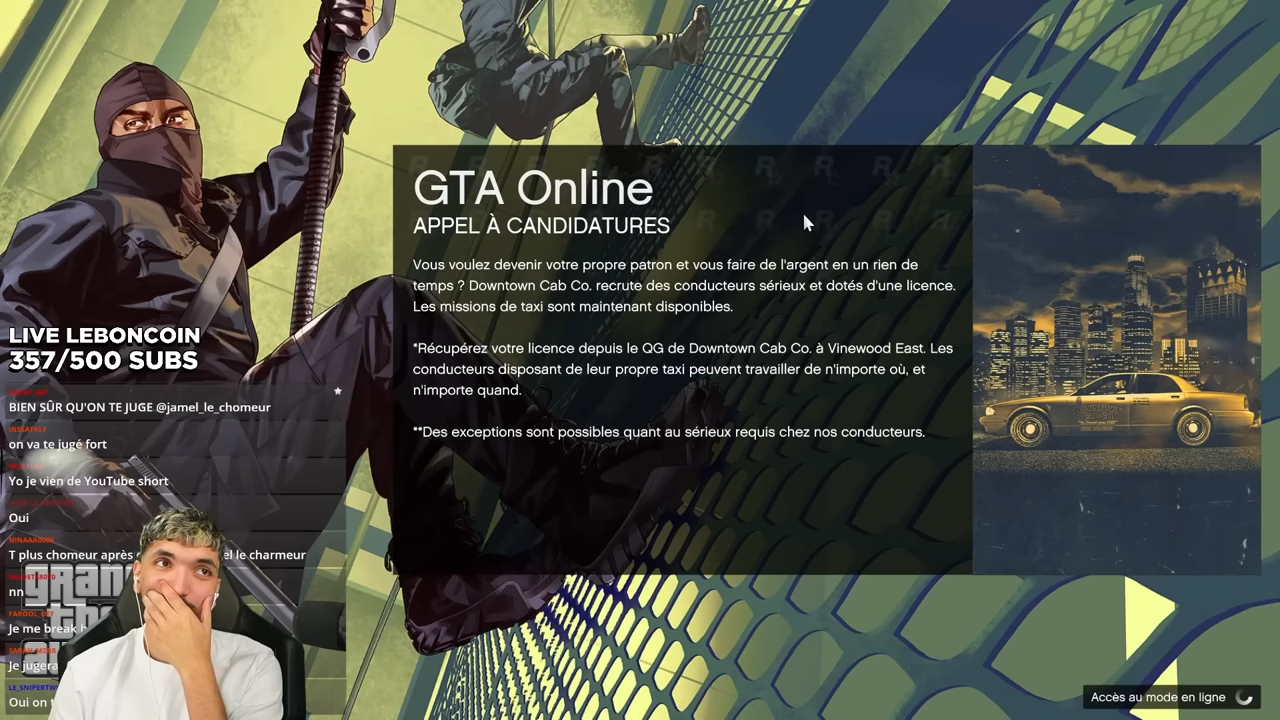 GTA Online
APPEL À CANDIDATURES
Vous voulez devenir votre propre patron et vous faire de l'argent en un rien de
temps ? Downtown Cab Co. recrute des conducteurs sérieux et dotés d'une licence.
Les missions de taxi sont maintenant disponibles.
*Récupérez votre licence depuis le QG de Downtown Cab Co. à Vinewood East. Les
conducteurs disposant de leur propre taxi peuvent travailler de n'importe où, et
n'importe quand.
**Des exceptions sont possibles quant au sérieux requis chez nos conducteurs.
LIVE LEBONCOIN
357/500 SUBS
BIEN SÛR QU'ON TE JUGE @jamel_le_chomeur
on va te jugé fort
Yo je vien de YouTube short
Oui
T plus chomeur après el le charmeur
nn
Je me break
Je jugera
Oui on
grand
Accès au mode en ligne